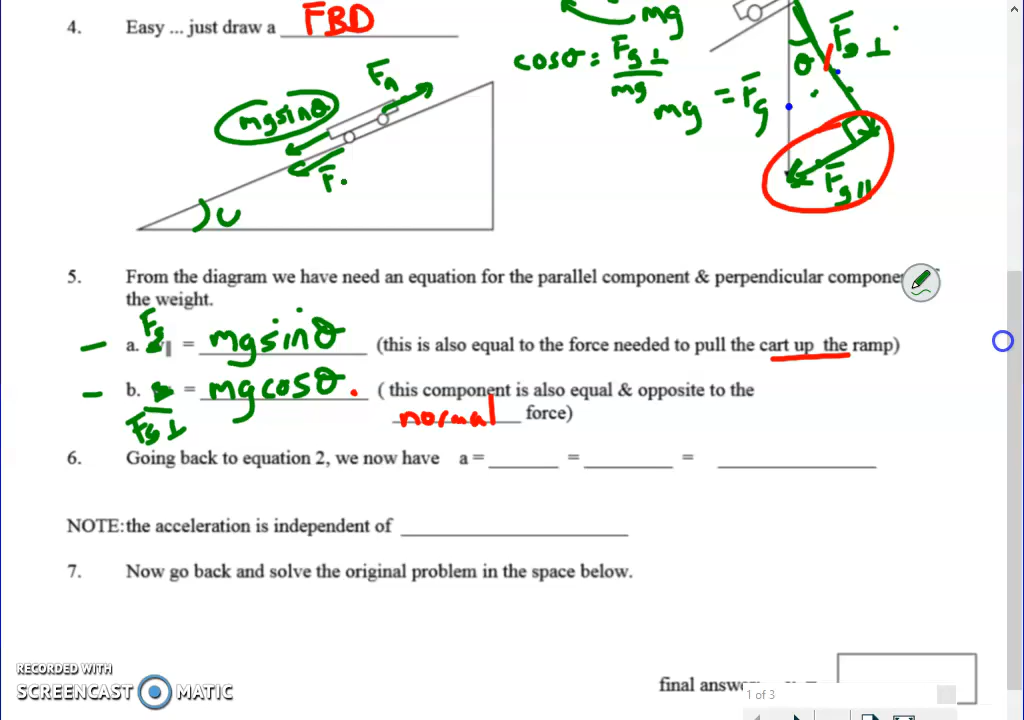 4. Easy ... just draw a FBD
mg
cosθ = Fg⊥
mg
mg = Fg
θ
Fg⊥
Fg||
mgsinθ
5. From the diagram we have need an equation for the parallel component & perpendicular
the weight.
Fg
a. || = mgsinθ (this is also equal to the force needed to pull the cart up the ramp)
b. = mgcosθ. ( this component is also equal & opposite to the
Fg⊥ normal force)
6. Going back to equation 2, we now have a = = =
NOTE: the acceleration is independent of
7. Now go back and solve the original problem in the space below.
RECORDED WITH
SCREENCAST MATIC
final
1 of 3